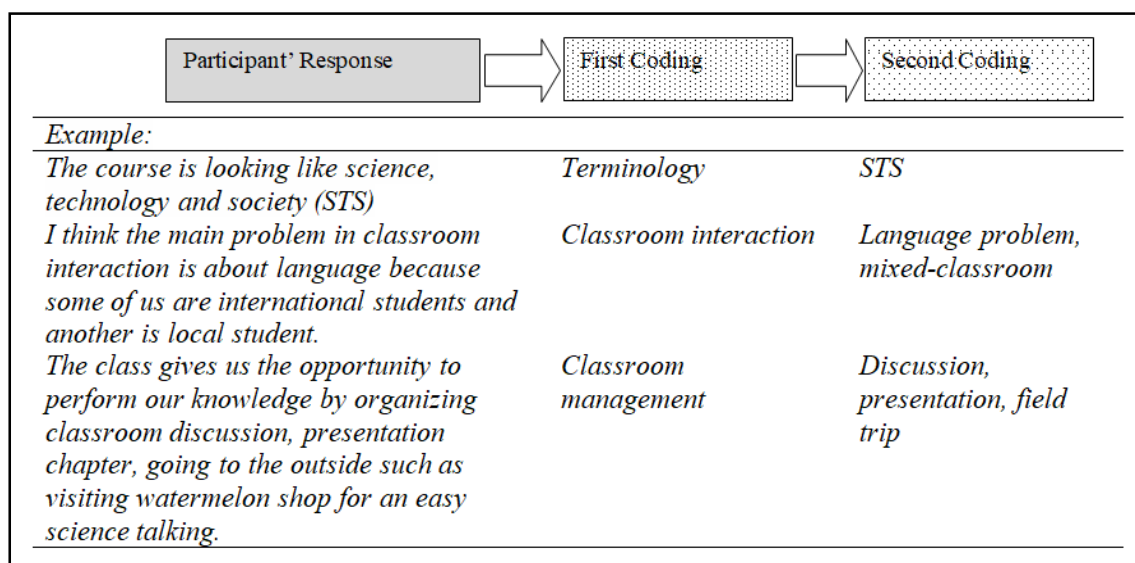 Participant’ Response
First Coding
Second Coding
Example:
The course is looking like science,
technology and society (STS)
Terminology
STS
I think the main problem in classroom
interaction is about language because
some of us are international students and
another is local student.
Classroom interaction
Language problem,
mixed-classroom
The class gives us the opportunity to
perform our knowledge by organizing
classroom discussion, presentation
chapter, going to the outside such as
visiting watermelon shop for an easy
science talking.
Classroom
management
Discussion,
presentation, field
trip